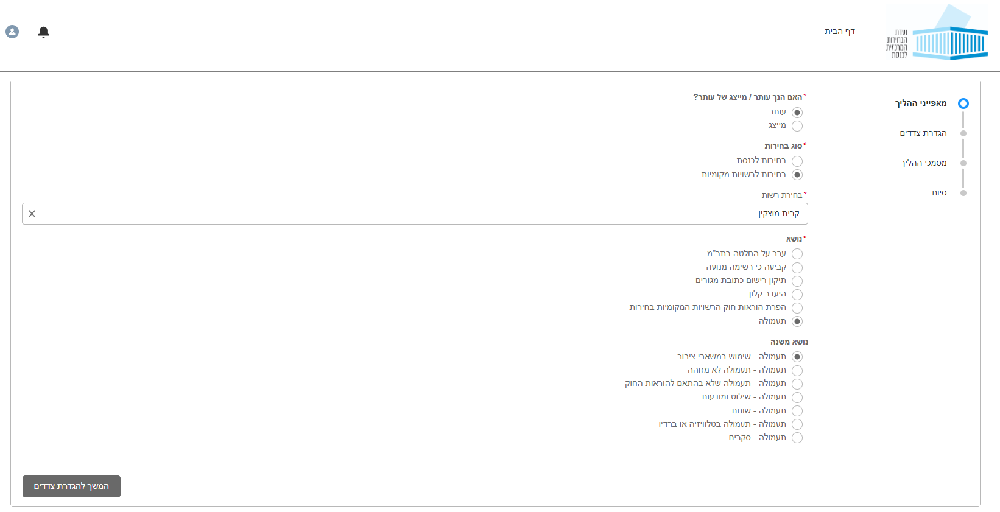 ועדת
הבחירות
המרכזית
לכנסת
דף הבית
מאפייני ההליך
הגדרת צדדים
מסמכי ההליך
סיום
*האם הנך עותר / מייצג של עותר?
עותר
מייצג
*סוג בחירות
בחירות לכנסת
בחירות לרשויות מקומיות
*בחירת רשות
קרית מוצקין
*נושא
ערר על החלטה בתר"מ
קביעה כי רשימה מנועה
תיקון רישום כתובת מגורים
היעדר קלון
הפרת הוראות חוק הרשויות המקומיות בחירות
תעמולה
נושא משנה
תעמולה - שימוש במשאבי ציבור
תעמולה - תעמולה לא מזוהה
תעמולה - תעמולה שלא בהתאם להוראות החוק
תעמולה - שילוט ומודעות
תעמולה - שונות
תעמולה - תעמולה בטלוויזיה או ברדיו
תעמולה - סקרים
המשך להגדרת צדדים